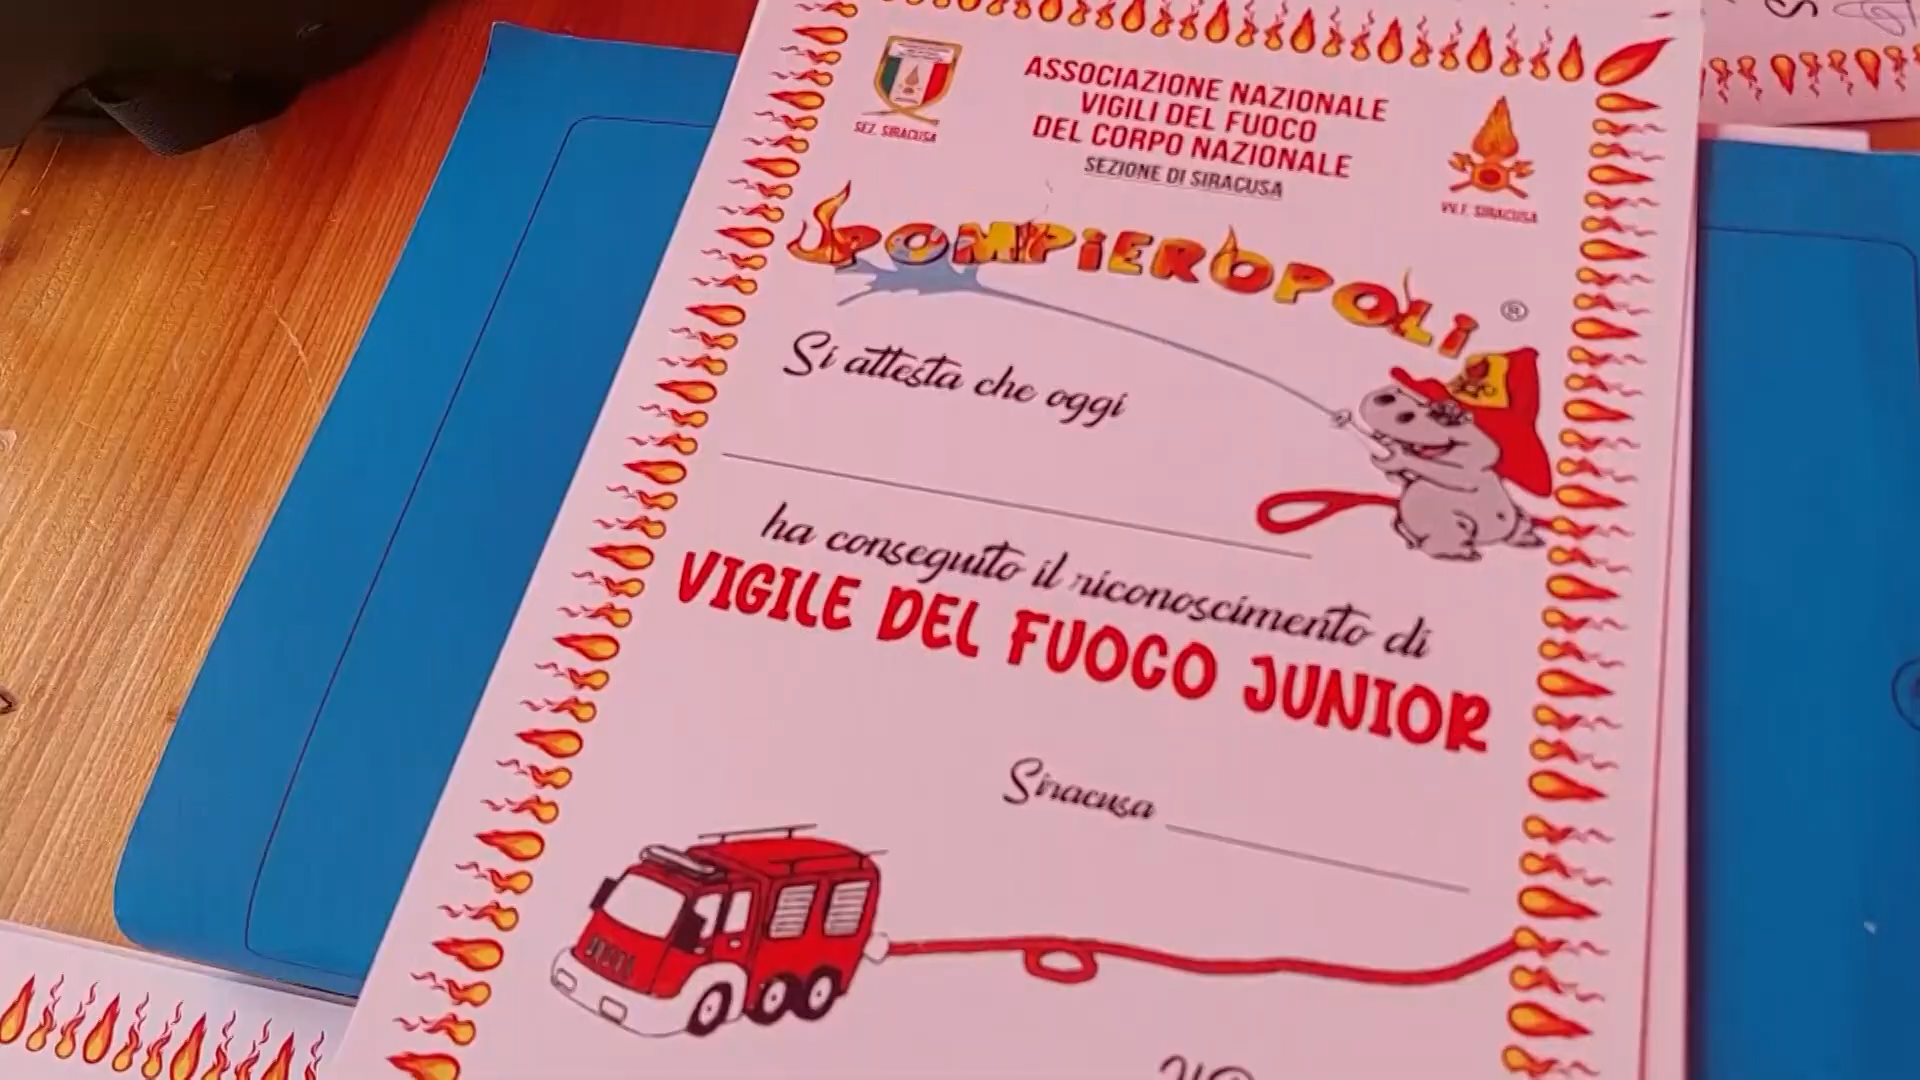 ASSOCIAZIONE NAZIONALE
VIGILI DEL FUOCO
DEL CORPO NAZIONALE
SEZIONE DI SIRACUSA
SEZ. SIRACUSA
VV.F. SIRACUSA
POMPIEROPOLI ®
Si attesta che oggi
ha conseguito il riconoscimento di
VIGILE DEL FUOCO JUNIOR
Siracusa